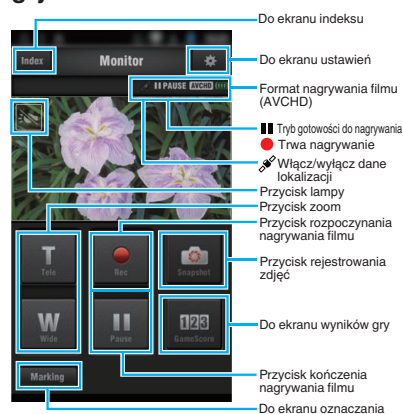 Do ekranu indeksu
Index
Monitor
Do ekranu ustawień
PAUSE AVCHD
Format nagrywania filmu
(AVCHD)
Tryb gotowości do nagrywania
Trwa nagrywanie
Włącz/wyłącz dane
lokalizacji
Przycisk lampy
Przycisk zoom
Przycisk rozpoczynania
nagrywania filmu
T
Tele
Rec
Snapshot
Przycisk rejestrowania
zdjęć
W
Wide
Pause
123
GameScore
Do ekranu wyników gry
Marking
Przycisk kończenia
nagrywania filmu
Do ekranu oznaczania